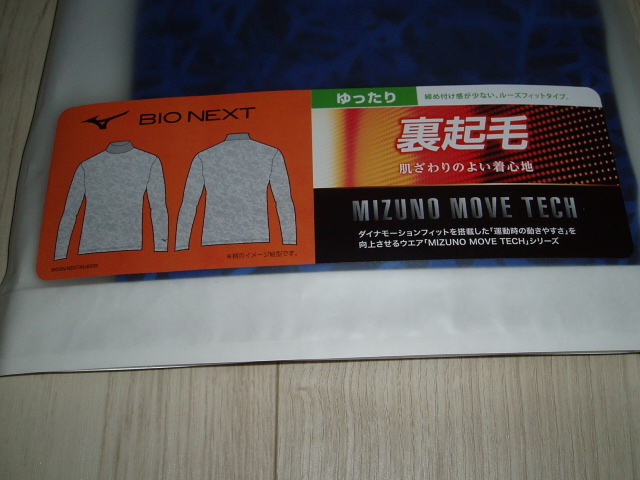 BIO NEXT
ゆったり
締め付け感が少ない、ルーズフィットタイプ。
裏起毛
肌ざわりのよい着心地
MIZUNO MOVE TECH
ダイナモーションフィットを搭載した「運動時の動きやすさ」を
向上させるウエア「MIZUNO MOVE TECH」シリーズ
※柄のイメージ絵型です。